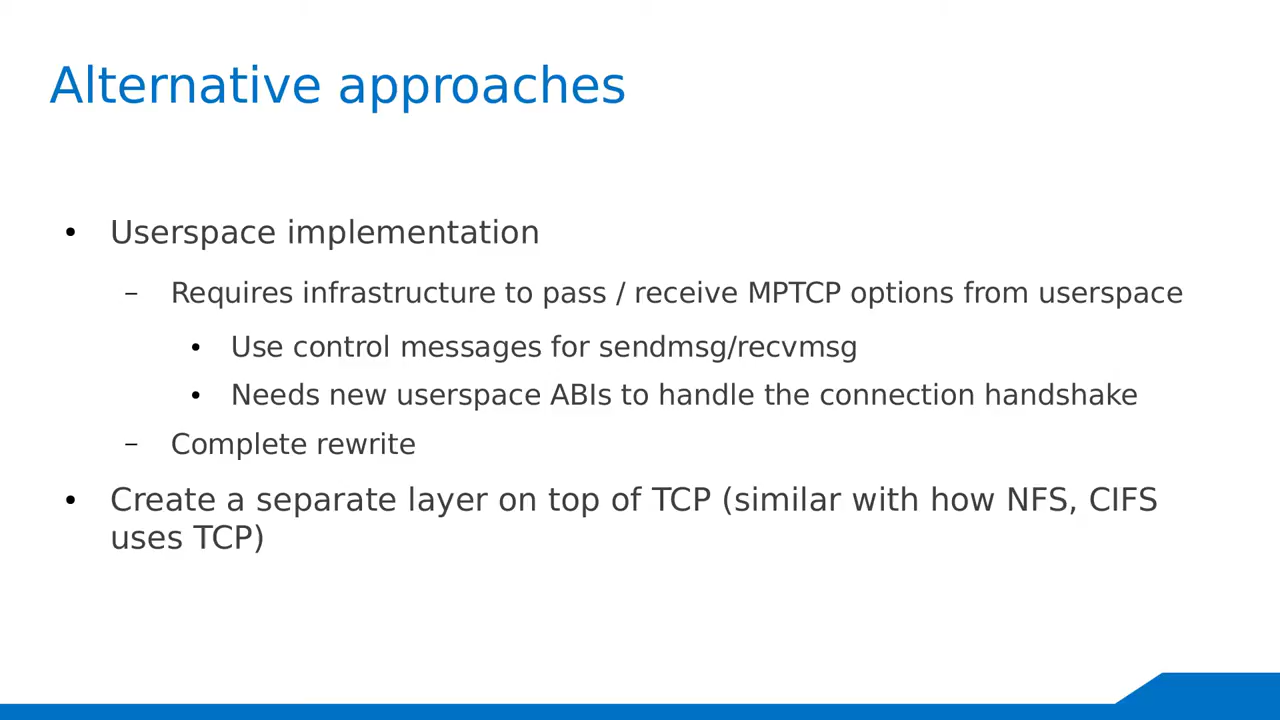 Alternative approaches
• Userspace implementation
– Requires infrastructure to pass / receive MPTCP options from userspace
• Use control messages for sendmsg/recvmsg
• Needs new userspace ABIs to handle the connection handshake
– Complete rewrite
• Create a separate layer on top of TCP (similar with how NFS, CIFS
uses TCP)